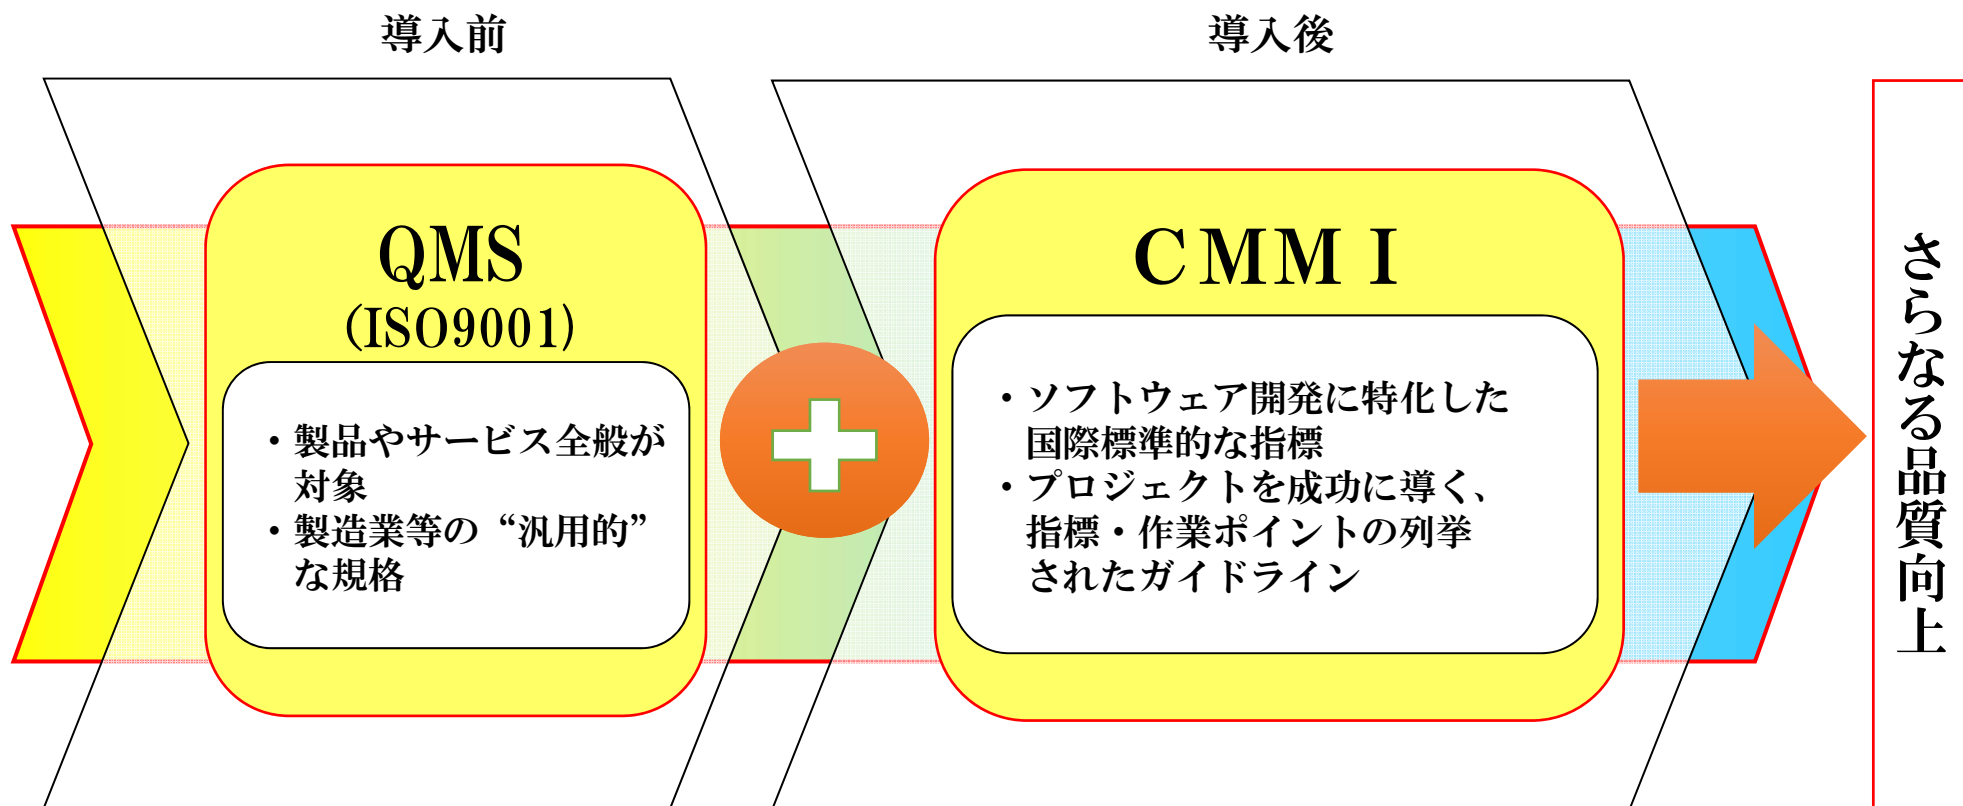 導入前
導入後
QMS
(ISO9001)
・製品やサービス全般が
対象
・製造業等の“汎用的”
な規格
ＣＭＭＩ
・ソフトウェア開発に特化した
国際標準的な指標
・プロジェクトを成功に導く、
指標・作業ポイントの列挙
されたガイドライン
さらなる品質向上